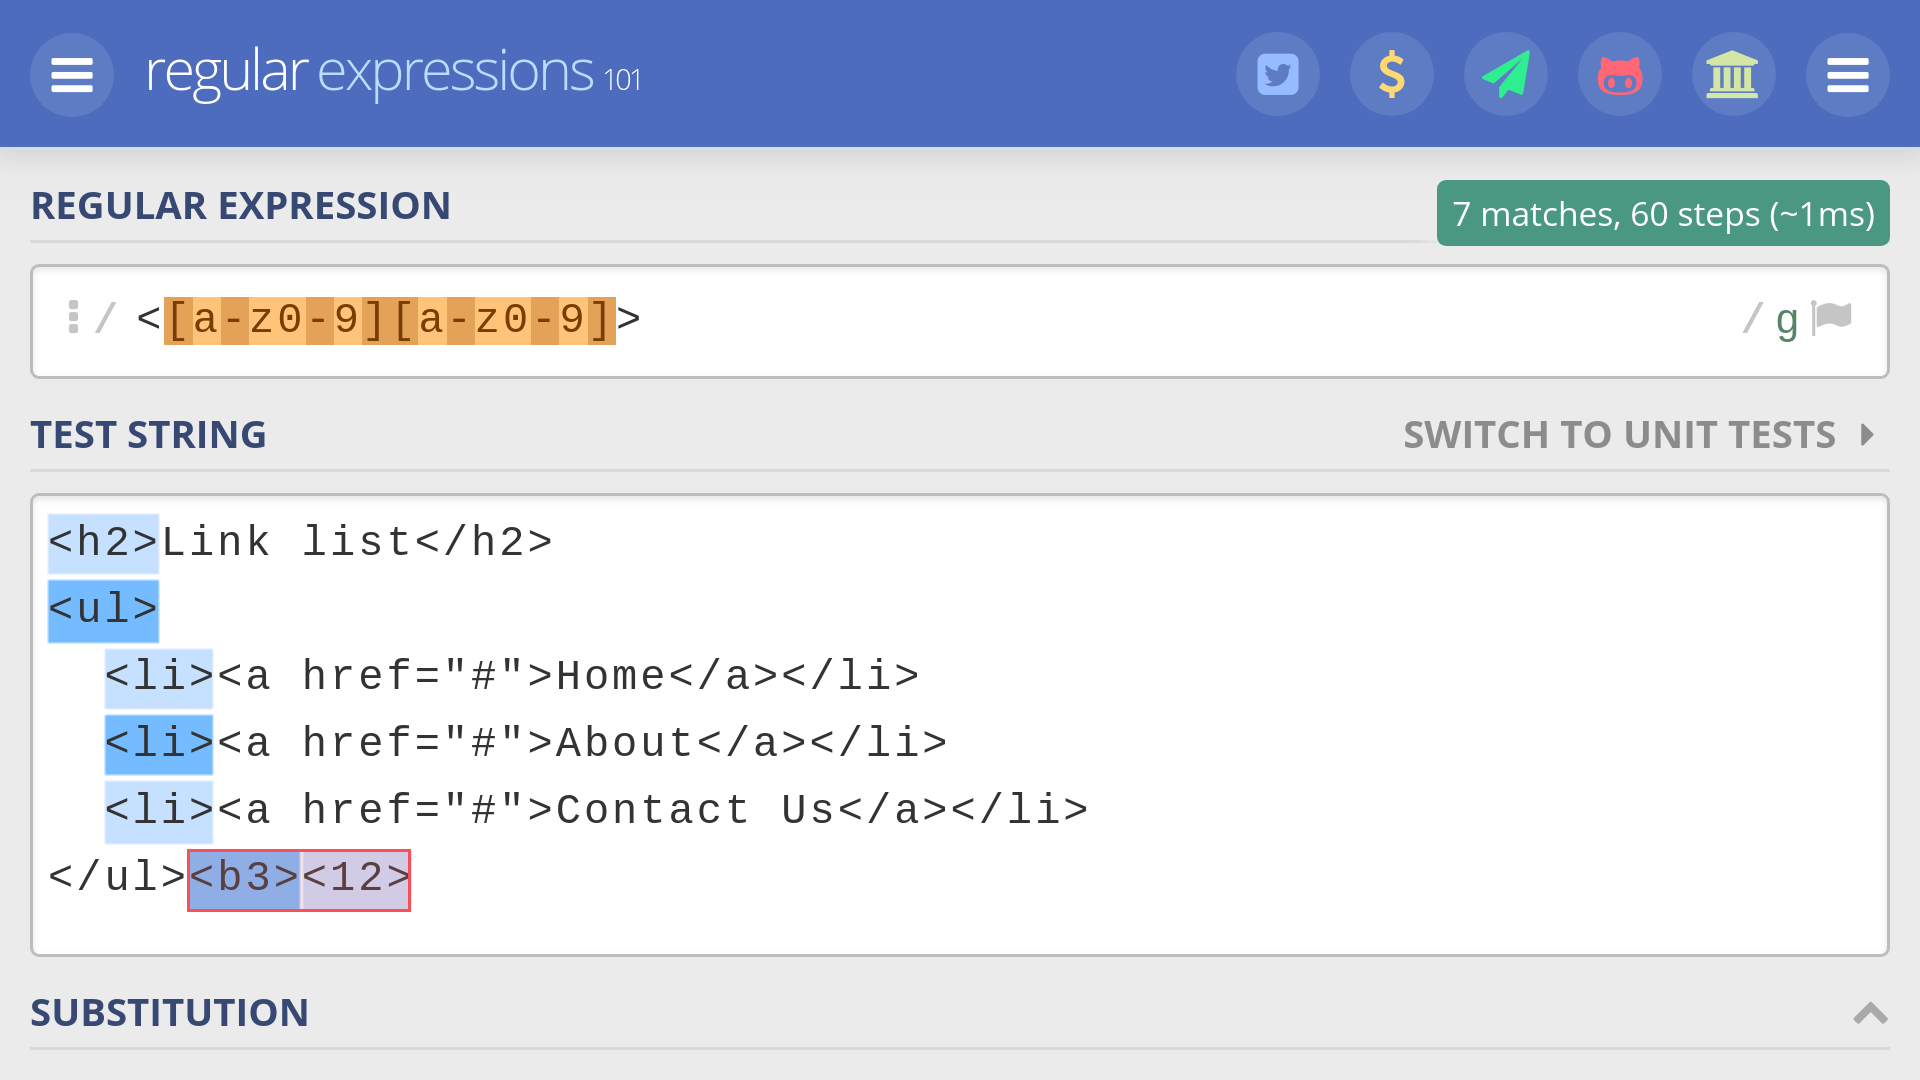 regular expressions 101
REGULAR EXPRESSION
7 matches, 60 steps (~1ms)
/ <[a-z0-9][a-z0-9]> / g
TEST STRING
SWITCH TO UNIT TESTS
<h2>Link list</h2>
<ul>
  <li><a href="#">Home</a></li>
  <li><a href="#">About</a></li>
  <li><a href="#">Contact Us</a></li>
</ul><b3><12>
SUBSTITUTION